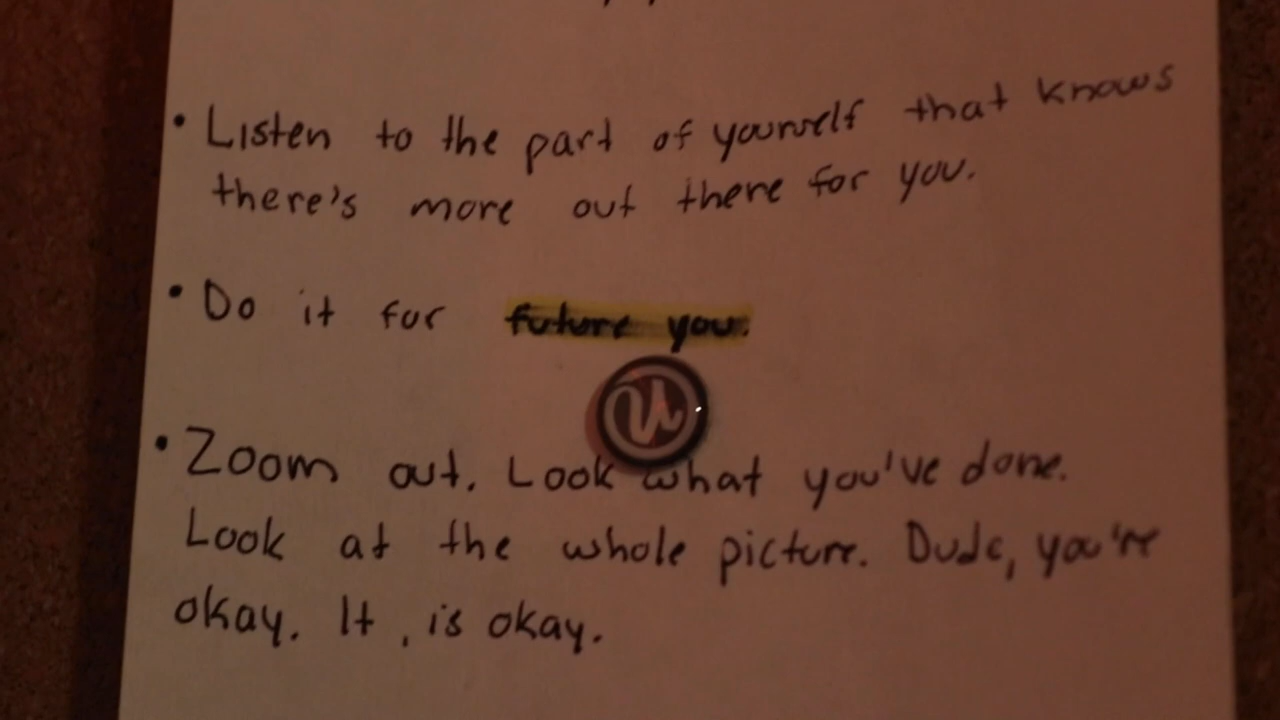 • Listen to the part of yourself that knows
there's more out there for you.
• Do it for future you.
• Zoom out. Look what you've done.
Look at the whole picture. Dude, you're
okay. It . is okay.